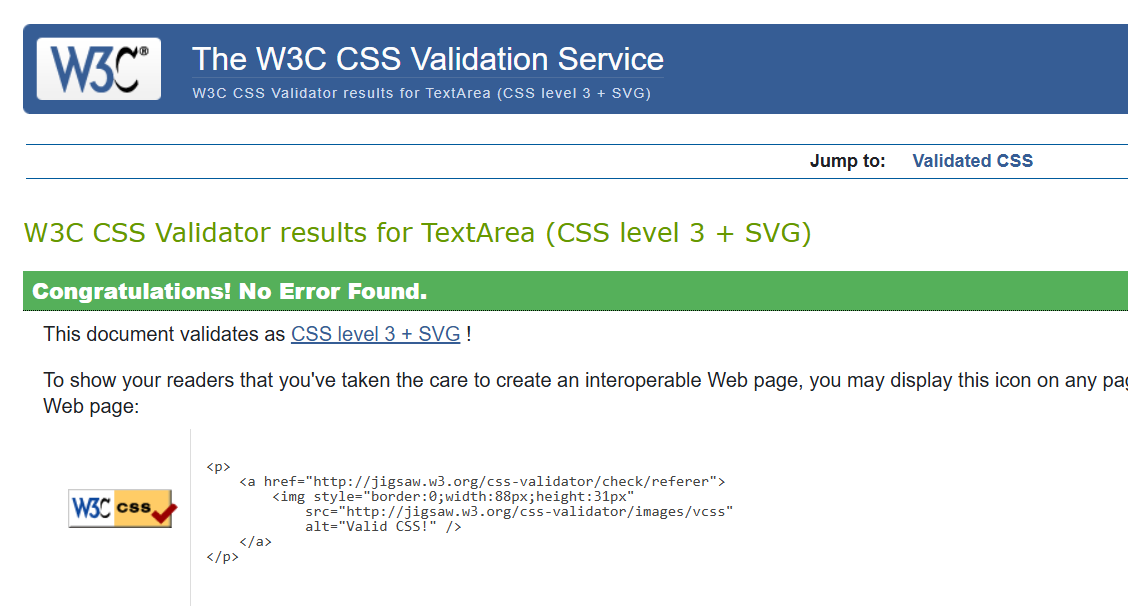 W3C®
The W3C CSS Validation Service
W3C CSS Validator results for TextArea (CSS level 3 + SVG)
Jump to: Validated CSS
W3C CSS Validator results for TextArea (CSS level 3 + SVG)
Congratulations! No Error Found.
This document validates as CSS level 3 + SVG !
To show your readers that you've taken the care to create an interoperable Web page, you may display this icon on any pag
Web page:
W3C css
<p>
    <a href="http://jigsaw.w3.org/css-validator/check/referer">
        <img style="border:0;width:88px;height:31px"
            src="http://jigsaw.w3.org/css-validator/images/vcss"
            alt="Valid CSS!" />
    </a>
</p>